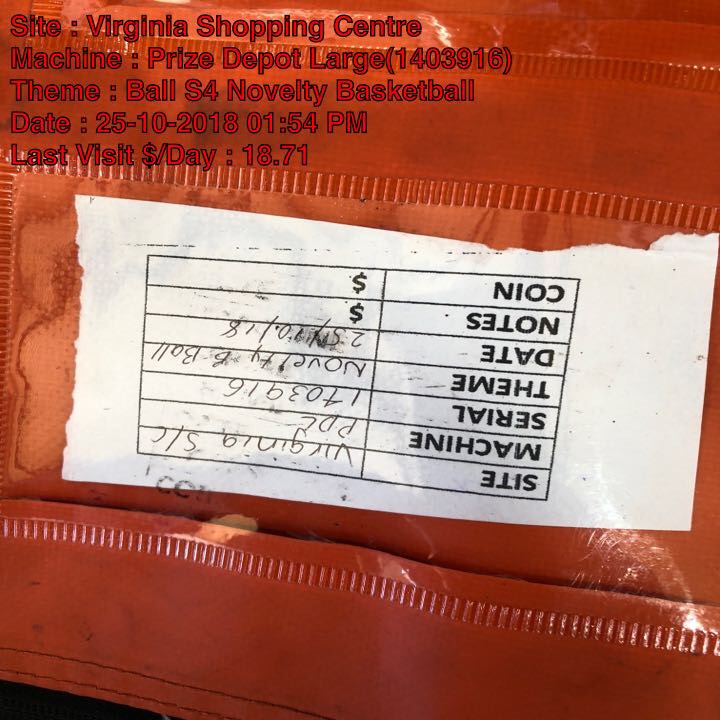 Site : Virginia Shopping Centre
Machine : Prize Depot Large(1403916)
Theme : Ball S4 Novelty Basketball
Date : 25-10-2018 01:54 PM
Last Visit $/Day : 18.71
SITE Virginia S/C
MACHINE PDL
SERIAL 1403916
THEME Novelty B Ball
DATE 25/10/18
NOTES $
COIN $